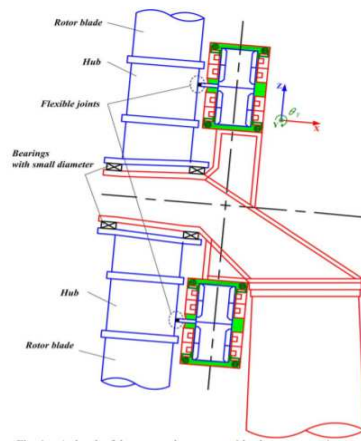 Rotor blade
Hub
Flexible joints
Bearings
with small diameter
Hub
Rotor blade
z
θ
x